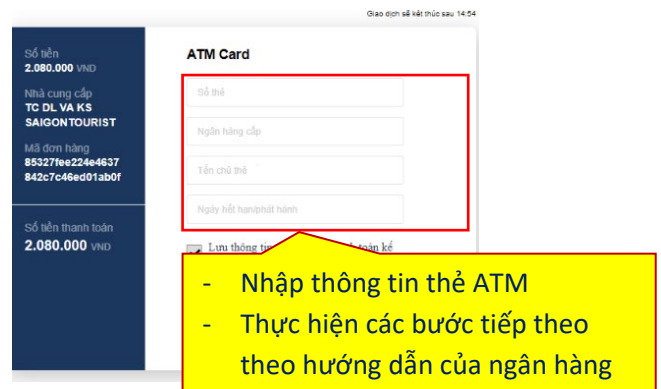 Giao dịch sẽ kết thúc sau 14:54
Số tiền
2.080.000 VND
Nhà cung cấp
TC DL VA KS
SAIGONTOURIST
Mã đơn hàng
85327fee224e4637
842c7c46ed01ab0f
Số tiền thanh toán
2.080.000 VND
ATM Card
Số thẻ
Ngân hàng cấp
Tên chủ thẻ
Ngày hết hạn/phát hành
Lưu thông tin toán kế
- Nhập thông tin thẻ ATM
- Thực hiện các bước tiếp theo
theo hướng dẫn của ngân hàng